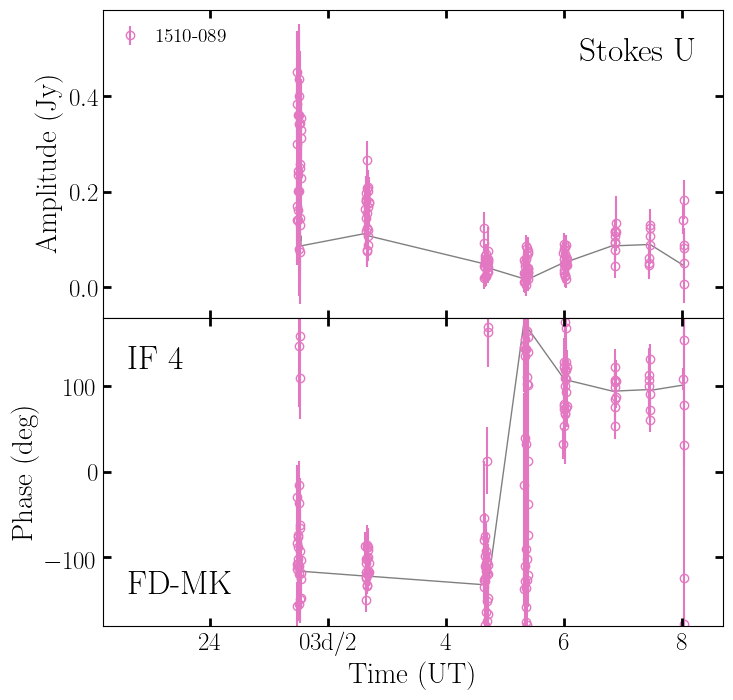 1510-089
Stokes U
Amplitude (Jy)
0.4
0.2
0.0
IF 4
Phase (deg)
100
0
−100
FD-MK
24
03d/2
4
6
8
Time (UT)